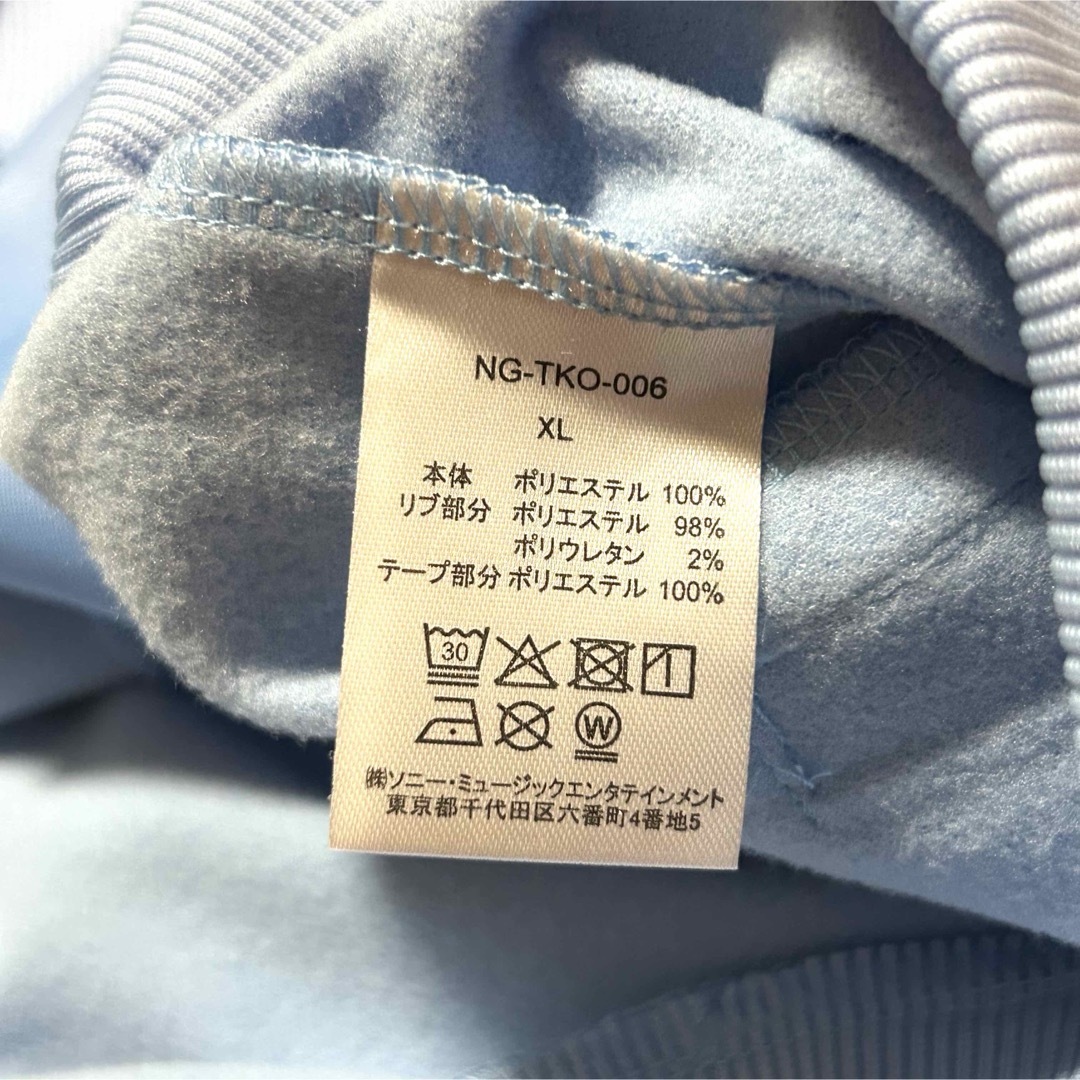 NG-TKO-006
XL
本体 ポリエステル 100%
リブ部分 ポリエステル 98%
ポリウレタン 2%
テープ部分 ポリエステル 100%
30
W
㈱ソニー・ミュージックエンタテインメント
東京都千代田区六番町4番地5